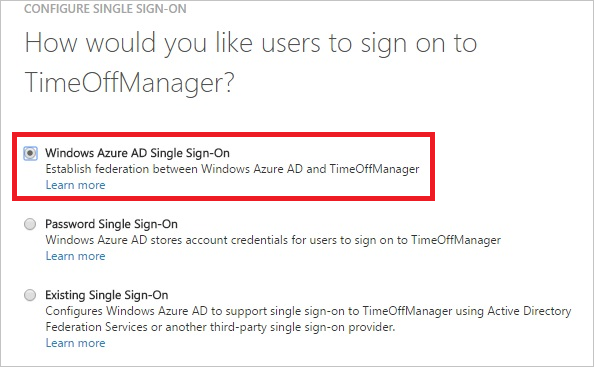 CONFIGURE SINGLE SIGN-ON
How would you like users to sign on to
TimeOffManager?
Windows Azure AD Single Sign-On
Establish federation between Windows Azure AD and TimeOffManager
Learn more
Password Single Sign-On
Windows Azure AD stores account credentials for users to sign on to TimeOffManager
Learn more
Existing Single Sign-On
Configures Windows Azure AD to support single sign-on to TimeOffManager using Active Directory
Federation Services or another third-party single sign-on provider.
Learn more